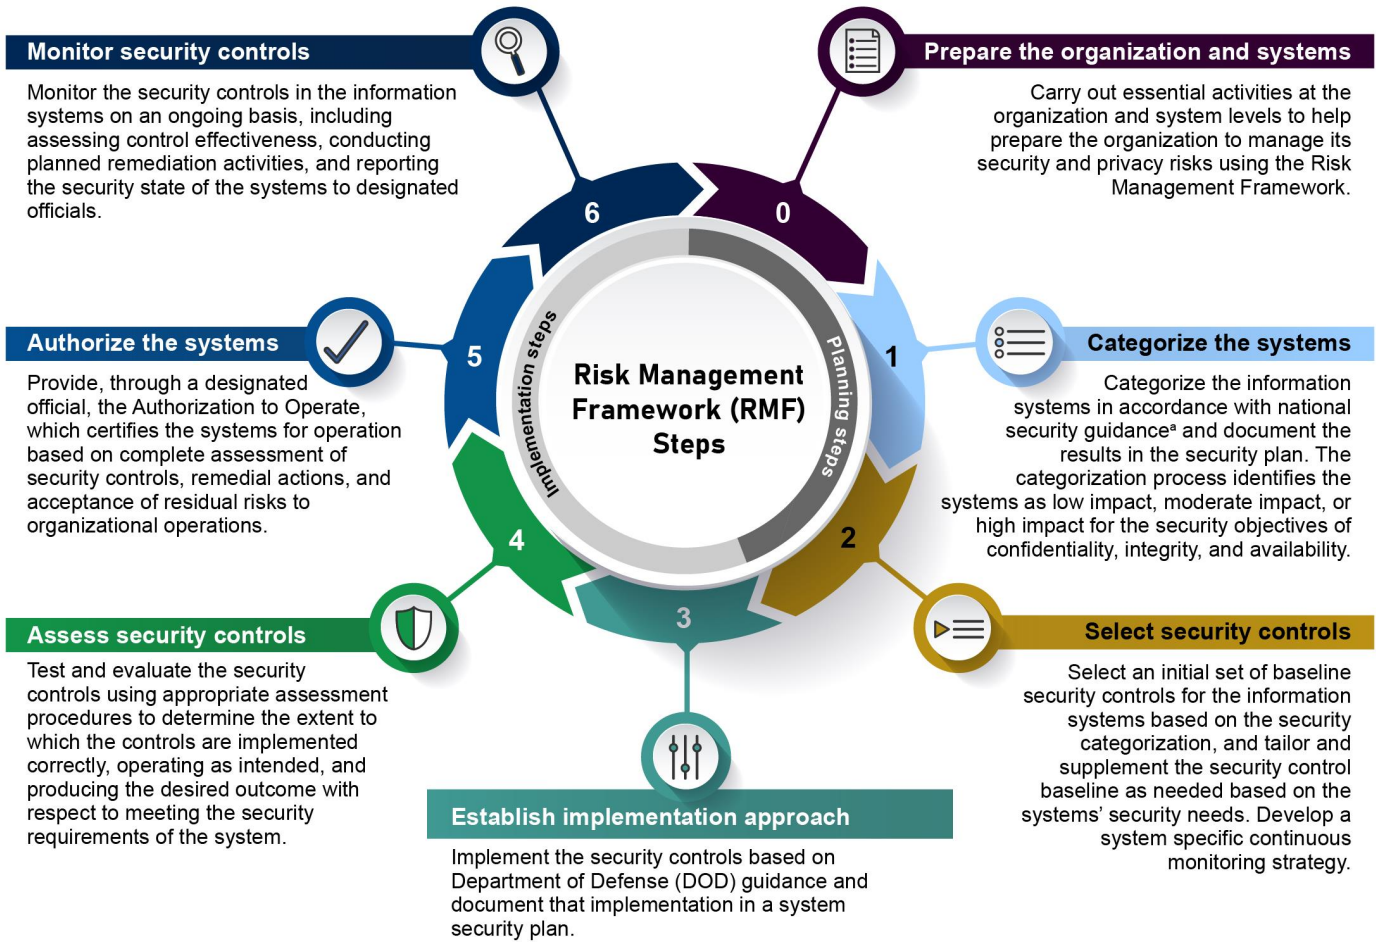 Risk Management
Framework (RMF)
Steps
Planning steps
Implementation steps
0
Prepare the organization and systems
Carry out essential activities at the
organization and system levels to help
prepare the organization to manage its
security and privacy risks using the Risk
Management Framework.
1
Categorize the systems
Categorize the information
systems in accordance with national
security guidanceª and document the
results in the security plan. The
categorization process identifies the
systems as low impact, moderate impact, or
high impact for the security objectives of
confidentiality, integrity, and availability.
2
Select security controls
Select an initial set of baseline
security controls for the information
systems based on the security
categorization, and tailor and
supplement the security control
baseline as needed based on the
systems’ security needs. Develop a
system specific continuous
monitoring strategy.
3
Establish implementation approach
Implement the security controls based on
Department of Defense (DOD) guidance and
document that implementation in a system
security plan.
4
Assess security controls
Test and evaluate the security
controls using appropriate assessment
procedures to determine the extent to
which the controls are implemented
correctly, operating as intended, and
producing the desired outcome with
respect to meeting the security
requirements of the system.
5
Authorize the systems
Provide, through a designated
official, the Authorization to Operate,
which certifies the systems for operation
based on complete assessment of
security controls, remedial actions, and
acceptance of residual risks to
organizational operations.
6
Monitor security controls
Monitor the security controls in the information
systems on an ongoing basis, including
assessing control effectiveness, conducting
planned remediation activities, and reporting
the security state of the systems to designated
officials.